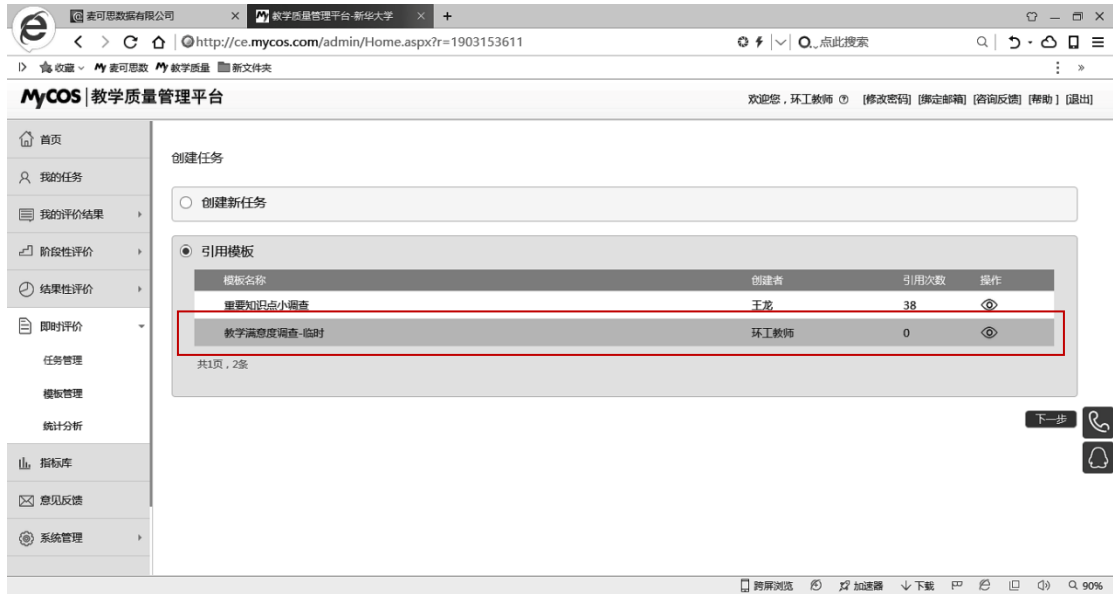 麦可思数据有限公司 教学质量管理平台-新华大学
http://ce.mycos.com/admin/Home.aspx?r=1903153611 点此搜索
收藏 麦可思数 教学质量 新文件夹
MyCOS 教学质量管理平台 欢迎您，环工教师 [修改密码] [绑定邮箱] [咨询反馈] [帮助] [退出]
首页
我的任务
我的评价结果
阶段性评价
结果性评价
即时评价
任务管理
模板管理
统计分析
指标库
意见反馈
系统管理
创建任务
创建新任务
引用模板
模板名称 创建者 引用次数 操作
重要知识点小调查 王龙 38
教学满意度调查-临时 环工教师 0
共1页，2条
下一步
跨屏浏览 加速器 下载 90%